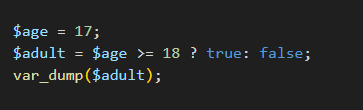 $age = 17;
$adult = $age >= 18 ? true: false;
var_dump($adult);